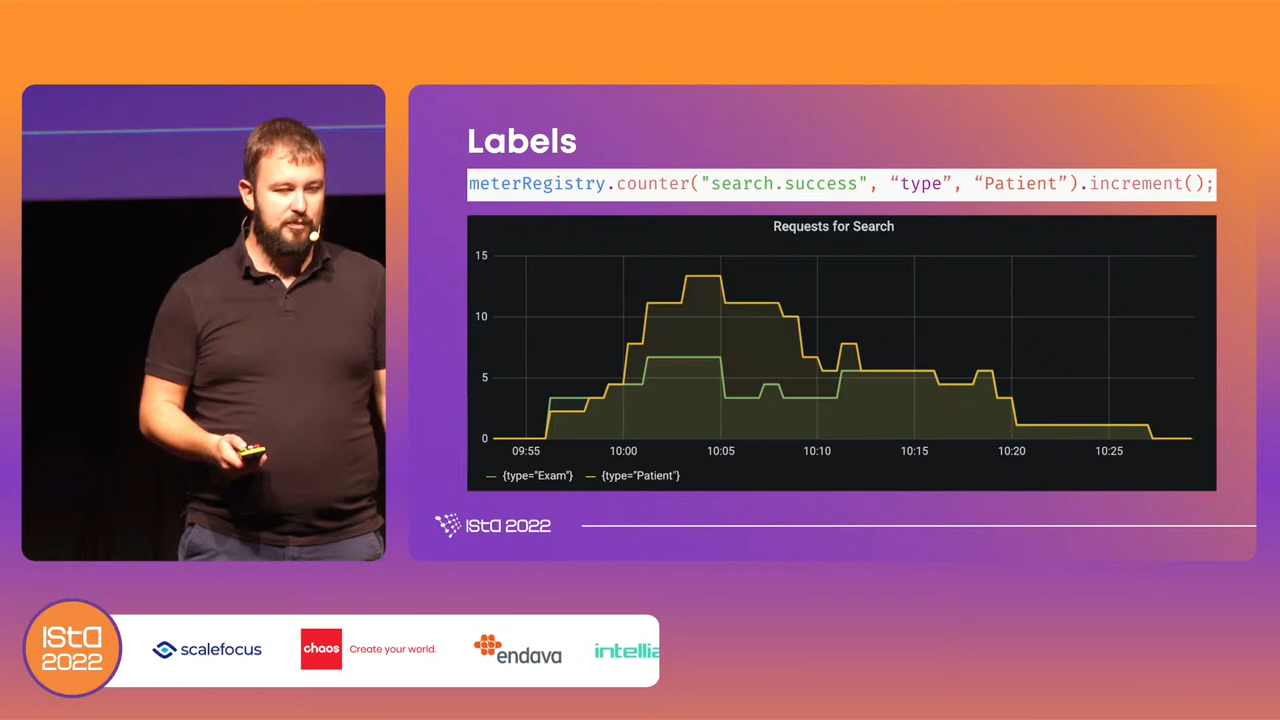 Labels
meterRegistry.counter("search.success", “type”, “Patient”).increment();
Requests for Search
15
10
5
0
09:55 10:00 10:05 10:10 10:15 10:20 10:25
{type="Exam"} {type="Patient"}
ISTA 2022
ISTA
2022
scalefocus
chaos Create your world.
endava
intellia